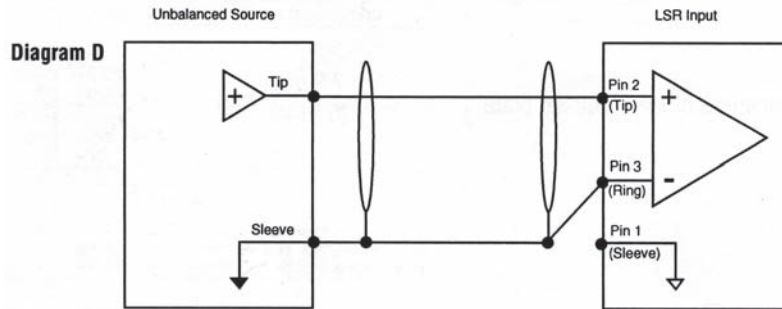 Unbalanced Source
LSR Input
Diagram D
Tip
+
Pin 2
(Tip)
+
Pin 3
(Ring)
-
Sleeve
Pin 1
(Sleeve)